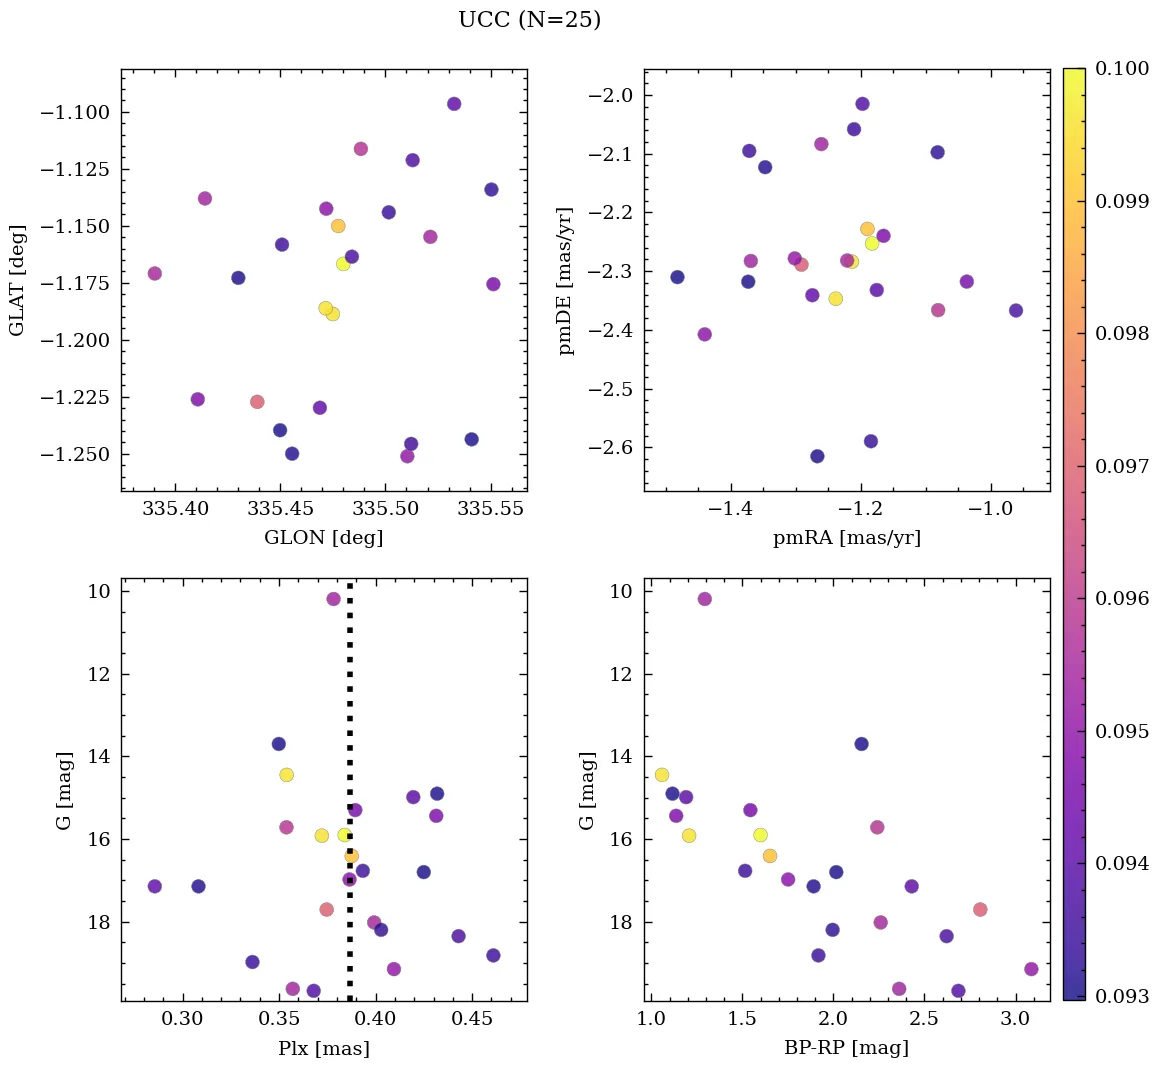 UCC (N=25)
−1.100
−1.125
−1.150
−1.175
−1.200
−1.225
−1.250
GLAT [deg]
335.40 335.45 335.50 335.55
GLON [deg]
−2.0
−2.1
−2.2
−2.3
−2.4
−2.5
−2.6
pmDE [mas/yr]
−1.4 −1.2 −1.0
pmRA [mas/yr]
0.100
0.099
0.098
0.097
0.096
0.095
0.094
0.093
10
12
14
16
18
G [mag]
0.30 0.35 0.40 0.45
Plx [mas]
10
12
14
16
18
G [mag]
1.0 1.5 2.0 2.5 3.0
BP-RP [mag]